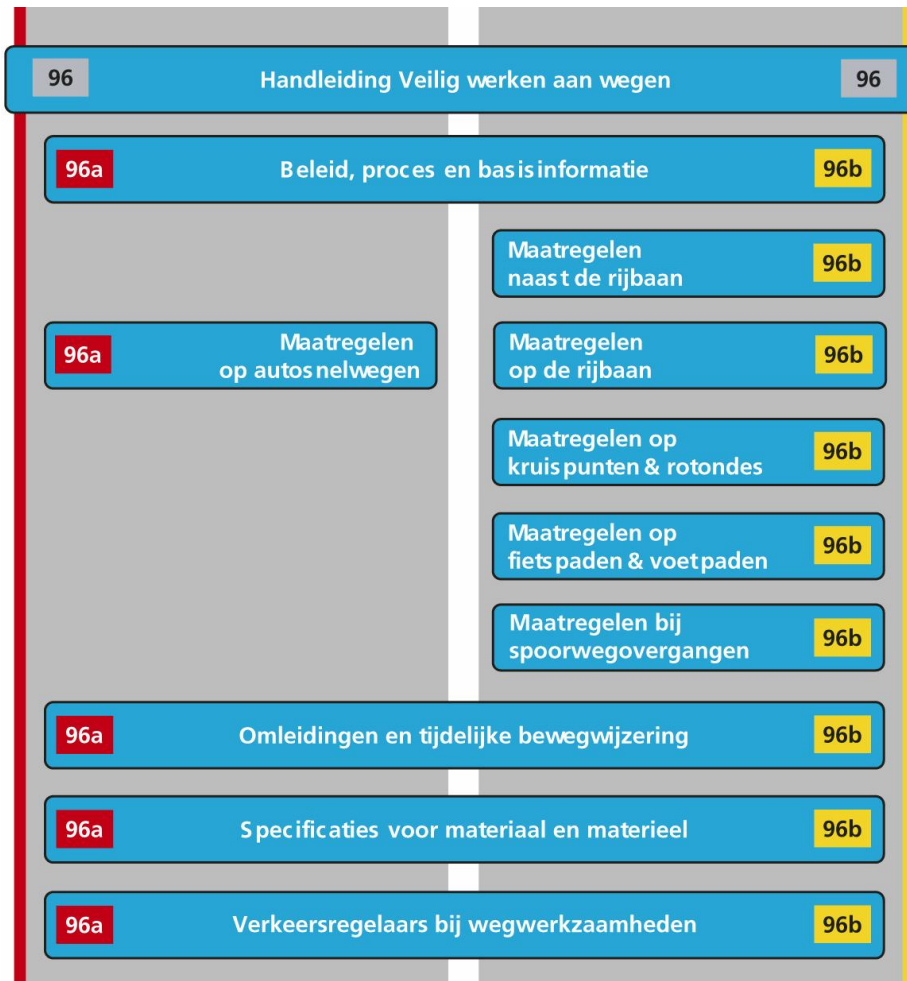 96 Handleiding Veilig werken aan wegen 96
96a Beleid, proces en basisinformatie 96b
Maatregelen
naast de rijbaan 96b
96a Maatregelen
op autosnelwegen
Maatregelen
op de rijbaan 96b
Maatregelen op
kruispunten & rotondes 96b
Maatregelen op
fietspaden & voetpaden 96b
Maatregelen bij
spoorwegovergangen 96b
96a Omleidingen en tijdelijke bewegwijzering 96b
96a Specificaties voor materiaal en materieel 96b
96a Verkeersregelaars bij wegwerkzaamheden 96b